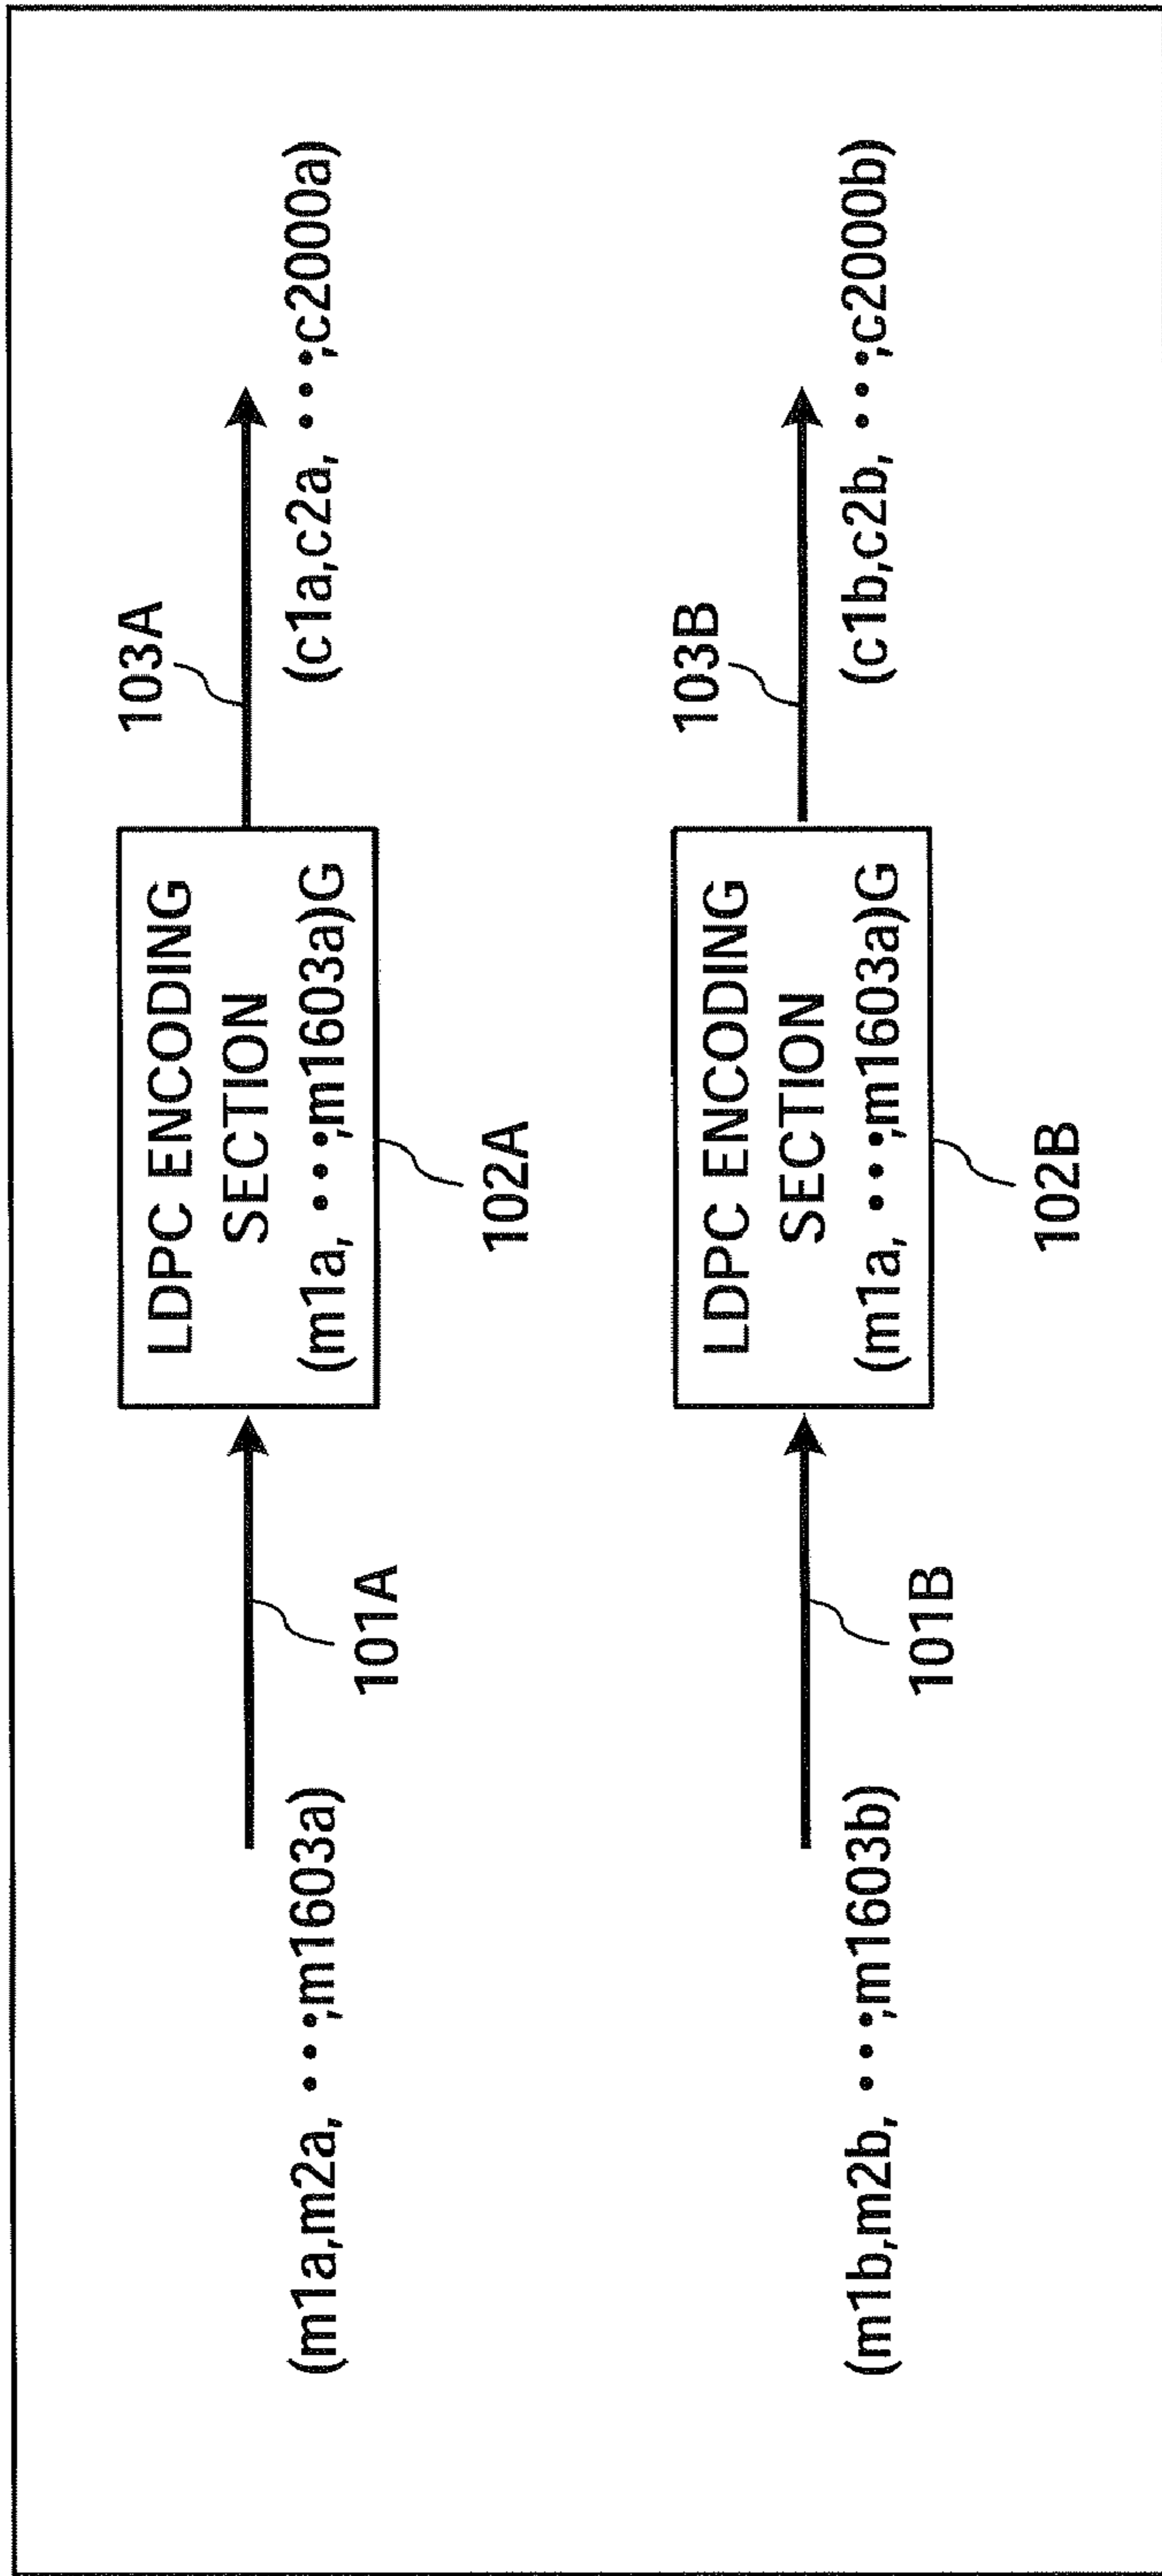 103A
LDPC ENCODING
SECTION
(m1a, ···,m1603a)G
(m1a,m2a, ···,m1603a)
(c1a,c2a, ···,c2000a)
101A
102A
103B
LDPC ENCODING
SECTION
(m1a, ···,m1603a)G
(m1b,m2b, ···,m1603b)
(c1b,c2b, ···,c2000b)
101B
102B